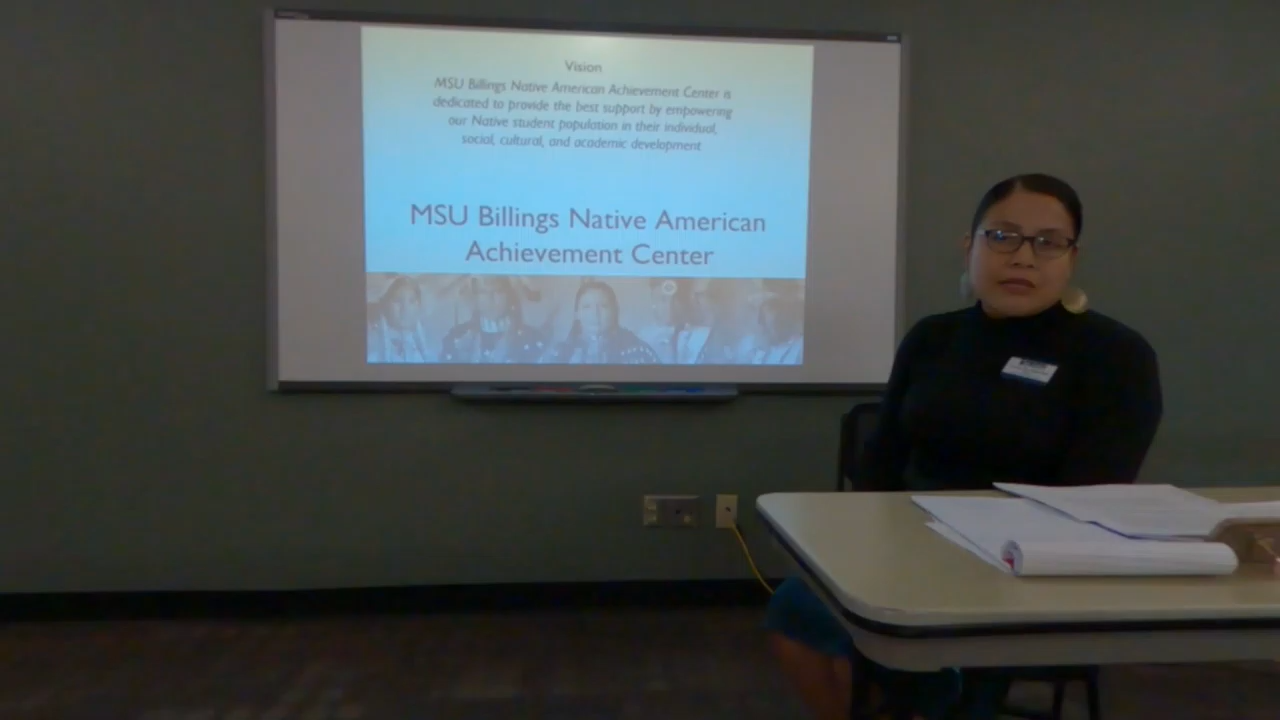 Vision
MSU Billings Native American Achievement Center is
dedicated to provide the best support by empowering
our Native student population in their individual,
social, cultural, and academic development
MSU Billings Native American
Achievement Center